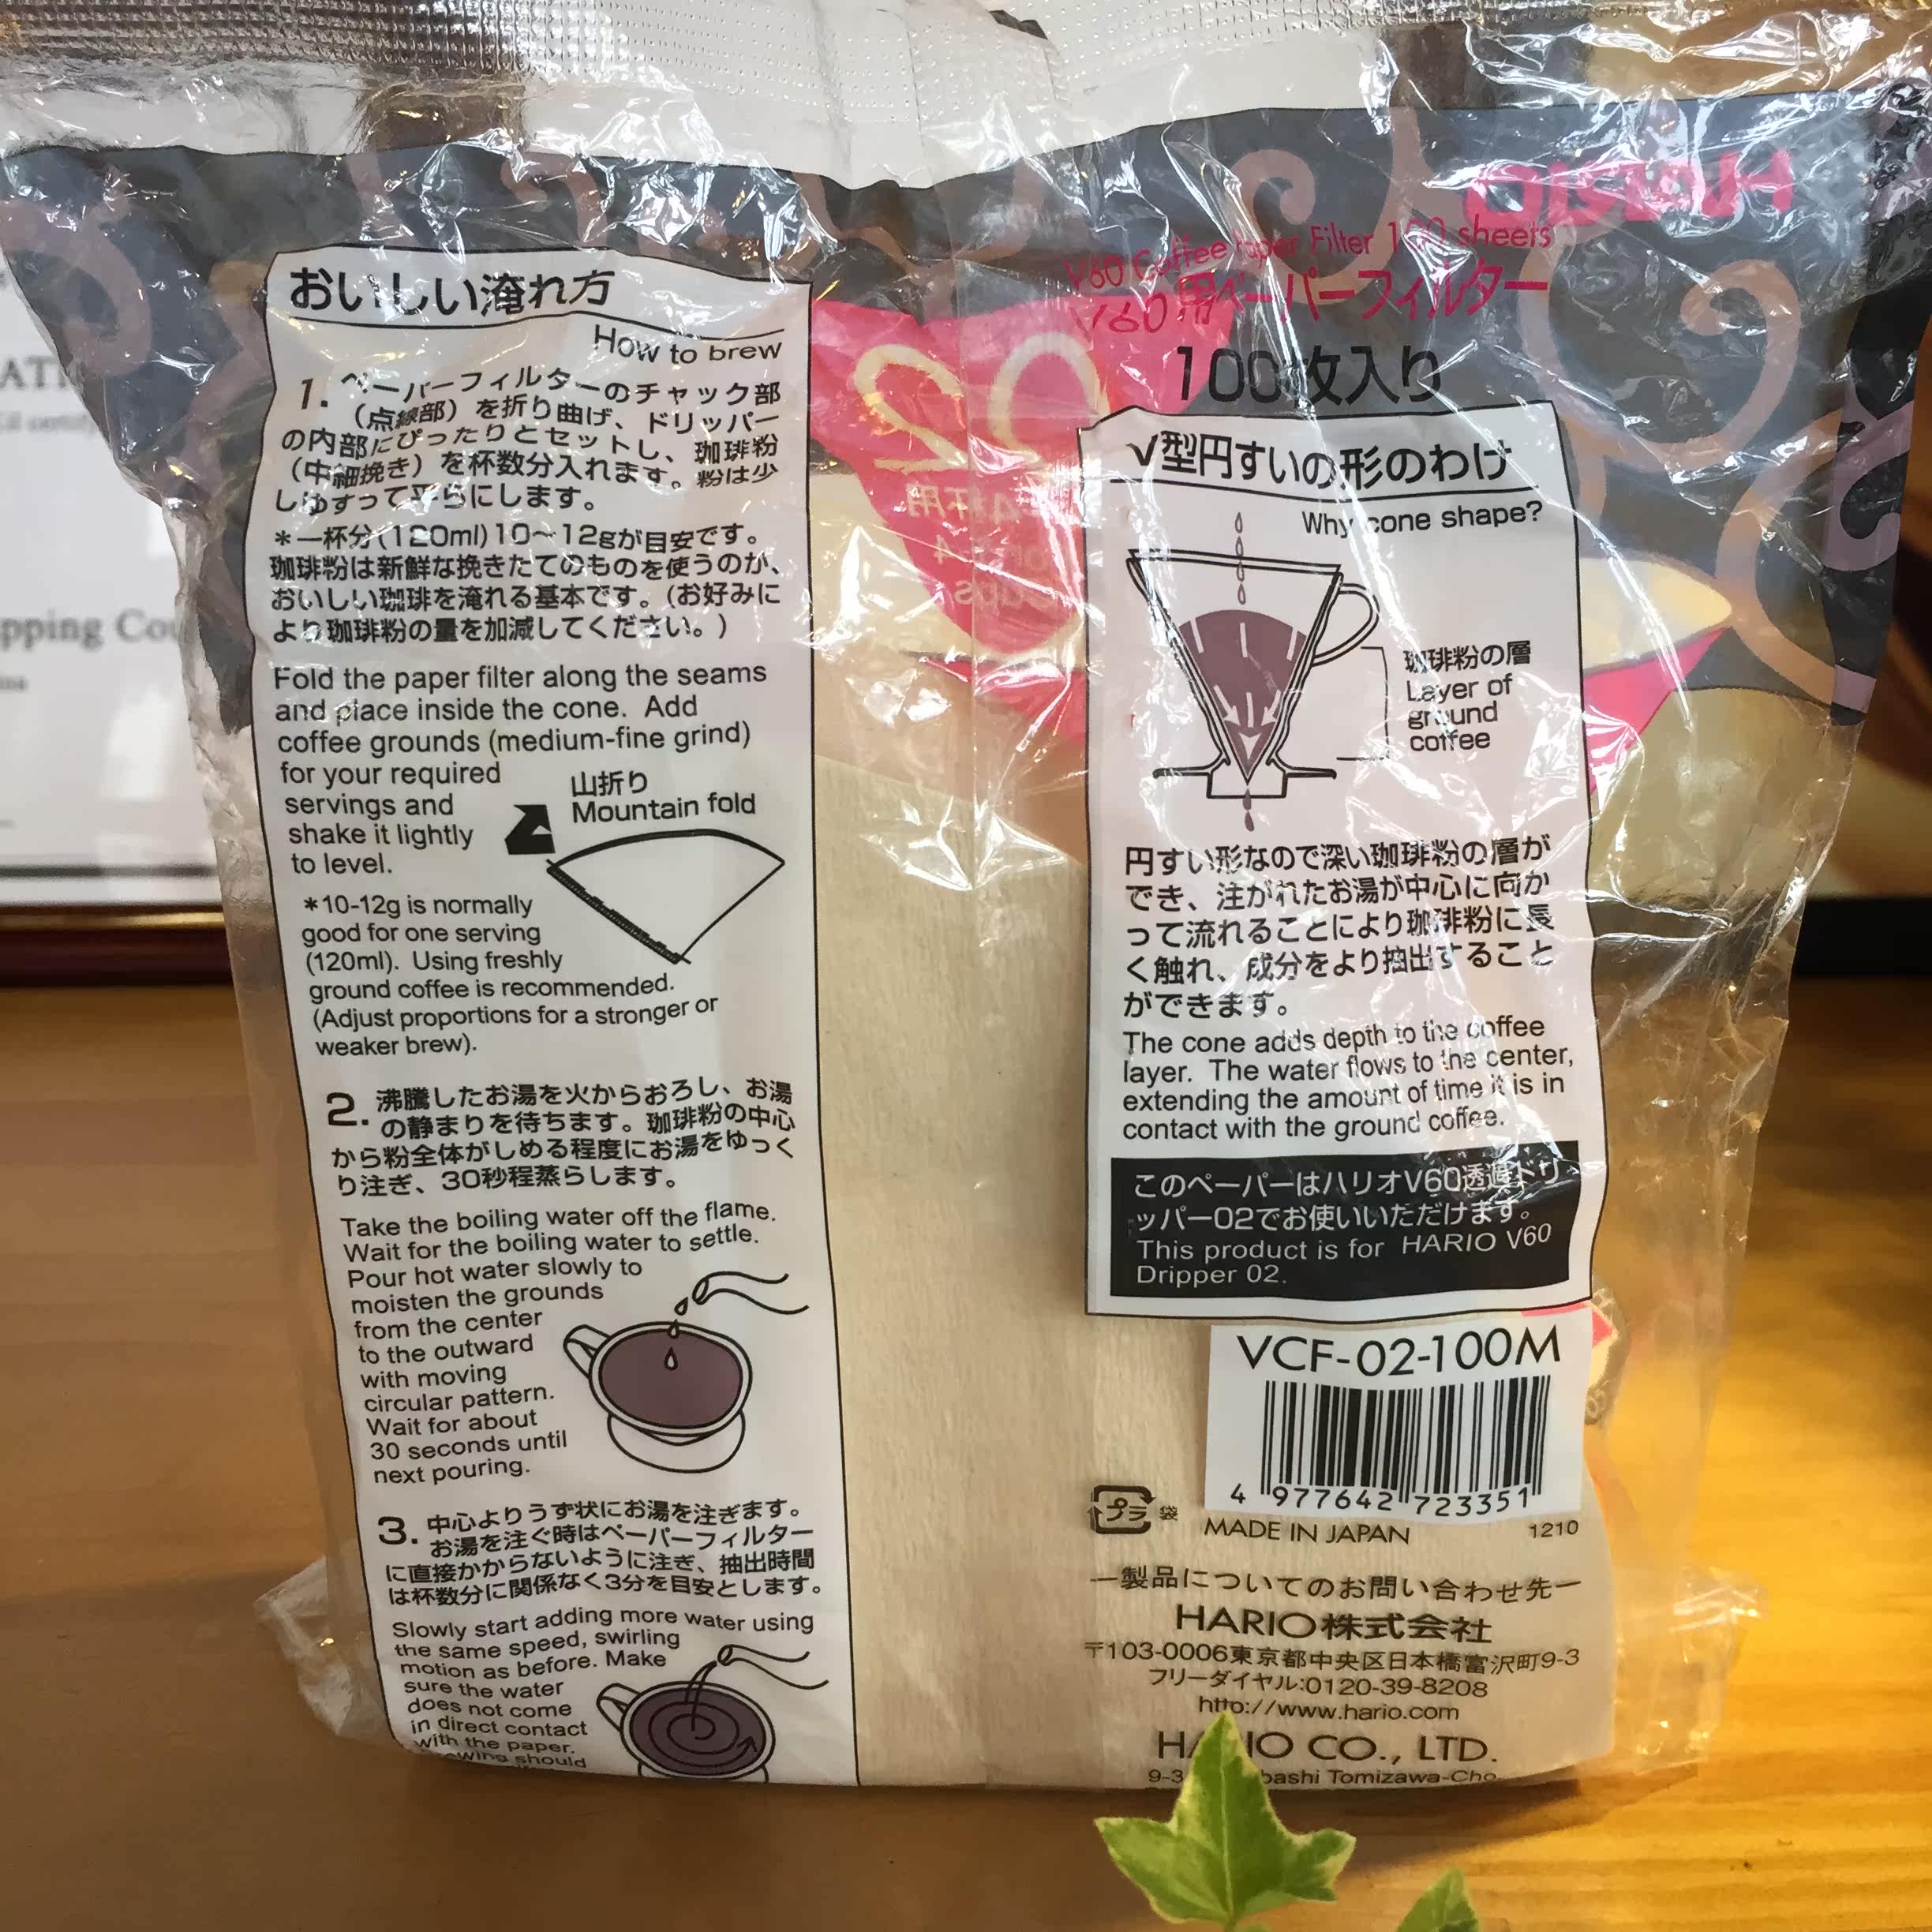 おいしい淹れ方
How to brew
1. ペーパーフィルターのチャック部
（点線部）を折り曲げ、ドリッパー
の内部にぴったりとセットし、珈琲粉
（中細挽き）を杯数分入れます。粉は少
しゆすって平らにします。
＊一杯分(120ml)10〜12gが目安です。
珈琲粉は新鮮な挽きたてのものを使うのが、
おいしい珈琲を淹れる基本です。(お好みに
より珈琲粉の量を加減してください。)
Fold the paper filter along the seams
and place inside the cone. Add
coffee grounds (medium-fine grind)
for your required
servings and
shake it lightly
to level.
山折り
Mountain fold
*10-12g is normally
good for one serving
(120ml). Using freshly
ground coffee is recommended.
(Adjust proportions for a stronger or
weaker brew).
2. 沸騰したお湯を火からおろし、お湯
の静まりを待ちます。珈琲粉の中心
から粉全体がしめる程度にお湯をゆっく
り注ぎ、30秒程蒸らします。
Take the boiling water off the flame.
Wait for the boiling water to settle.
Pour hot water slowly to
moisten the grounds
from the center
to the outward
with moving
circular pattern.
Wait for about
30 seconds until
next pouring.
3. 中心よりうず状にお湯を注ぎます。
お湯を注ぐ時はペーパーフィルター
に直接かからないように注ぎ、抽出時間
は杯数分に関係なく3分を目安とします。
Slowly start adding more water using
the same speed, swirling
motion as before. Make
sure the water
does not come
in direct contact
with the paper.
should
HARIO
V60 Coffee Paper Filter 100 sheets
V60用ペーパーフィルター
100枚入り
02
√型円すいの形のわけ
Why cone shape?
珈琲粉の層
Layer of
ground
coffee
円すい形なので深い珈琲粉の層が
でき、注がれたお湯が中心に向か
って流れることにより珈琲粉に長
く触れ、成分をより抽出すること
ができます。
The cone adds depth to the coffee
layer. The water flows to the center,
extending the amount of time it is in
contact with the ground coffee.
このペーパーはハリオV60透過ドリ
ッパー02でお使いいただけます。
This product is for HARIO V60
Dripper 02.
VCF-02-100M
4 977642 723351
プラ 袋
MADE IN JAPAN 1210
―製品についてのお問い合わせ先―
HARIO株式会社
〒103-0006東京都中央区日本橋富沢町9-3
フリーダイヤル:0120-39-8208
http://www.hario.com
HARIO CO., LTD.
9-3 bashi Tomizawa-Cho